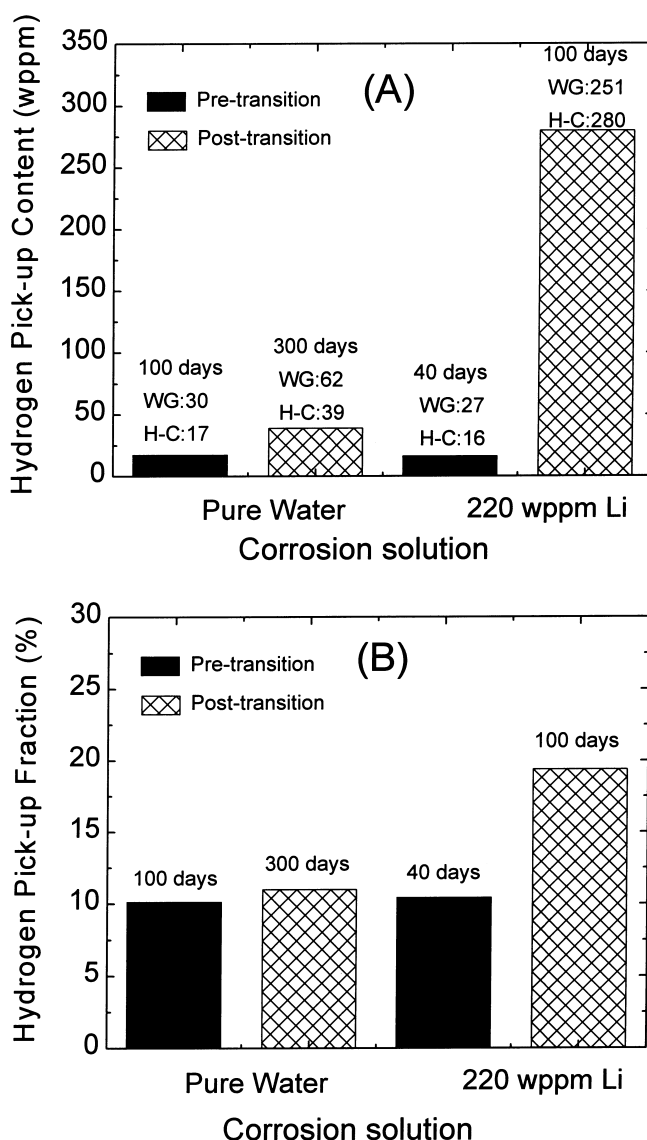 350
300
250
200
150
100
50
0
Hydrogen Pick-up Content (wppm)
Pre-transition
Post-transition
(A)
100 days
WG:30
H-C:17
300 days
WG:62
H-C:39
40 days
WG:27
H-C:16
100 days
WG:251
H-C:280
Pure Water
220 wppm Li
Corrosion solution
30
25
20
15
10
5
0
Hydrogen Pick-up Fraction (%)
Pre-transition
Post-transition
(B)
100 days
300 days
40 days
100 days
Pure Water
220 wppm Li
Corrosion solution